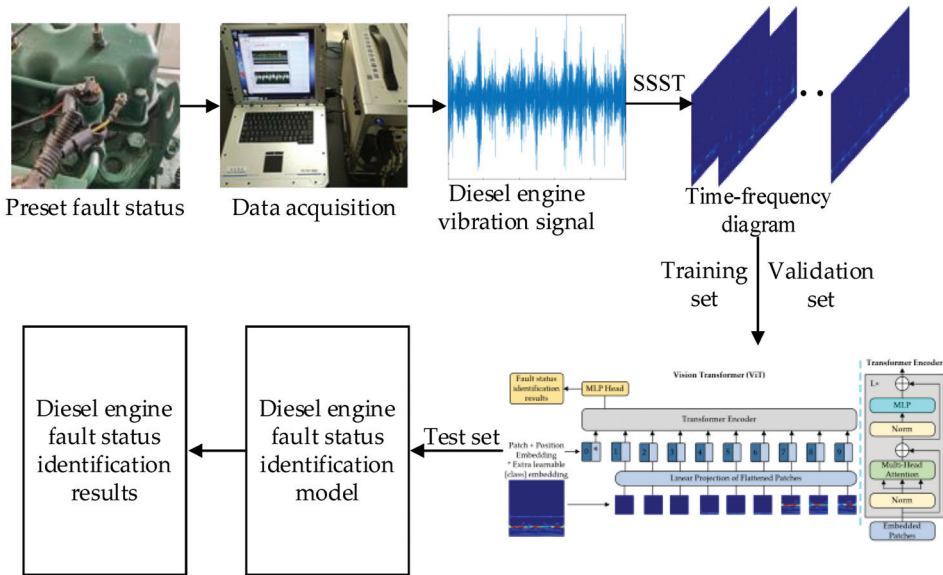 SSST
Preset fault status
Data acquisition
Diesel engine
vibration signal
Time-frequency
diagram
Training
set
Validation
set
Transformer Encoder
Vision Transformer (ViT)
Fault status
identification
results
MLP Head
L×
MLP
Norm
Transformer Encoder
Patch + Position
Embedding
* Extra learnable
[class] embedding
0 * 1 2 3 4 5 6 7 8 9
Linear Projection of Flattened Patches
Multi-Head
Attention
Norm
Embedded
Patches
Test set
Diesel engine
fault status
identification
model
Diesel engine
fault status
identification
results